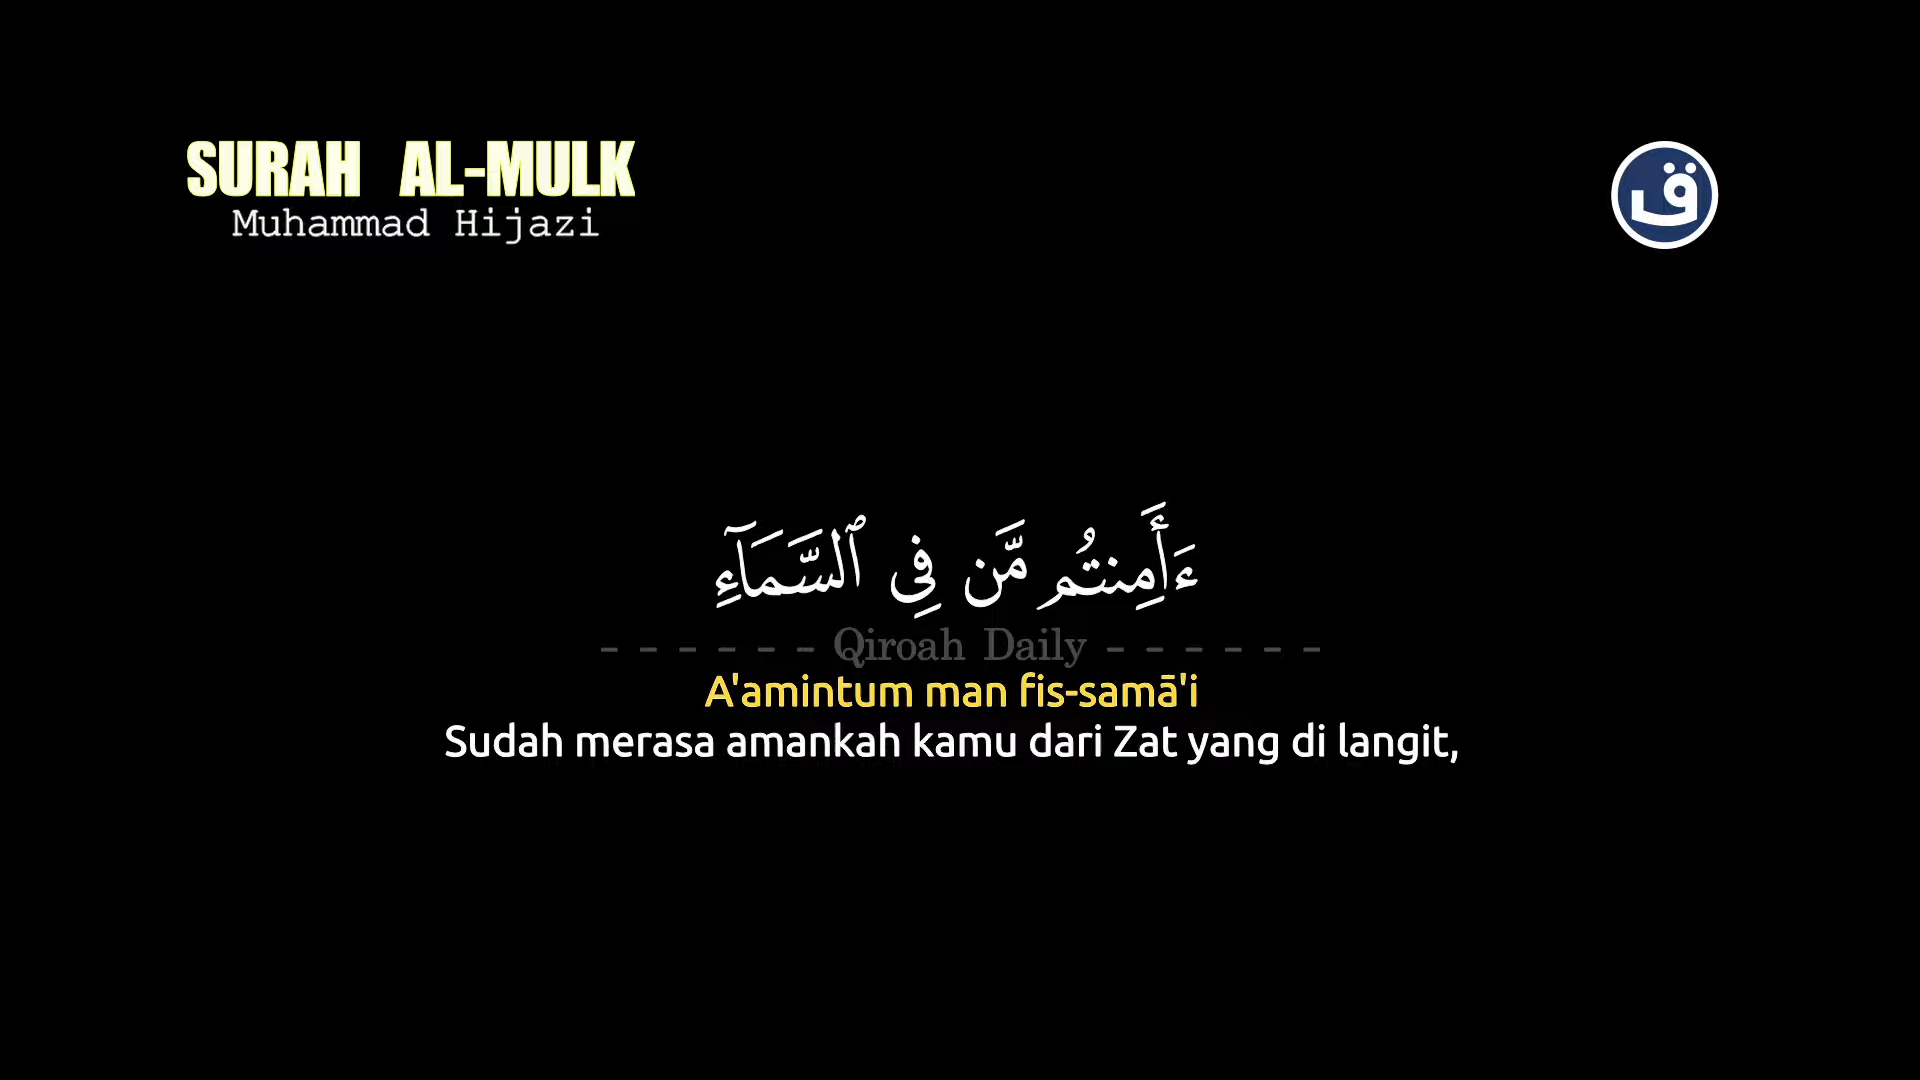 SURAH AL-MULK
Muhammad Hijazi
ق
ءَأَمِنتُم مَّن فِى ٱلسَّمَآءِ
- - - - - - Qiroah Daily - - - - - -
A'amintum man fis-samā'i
Sudah merasa amankah kamu dari Zat yang di langit,